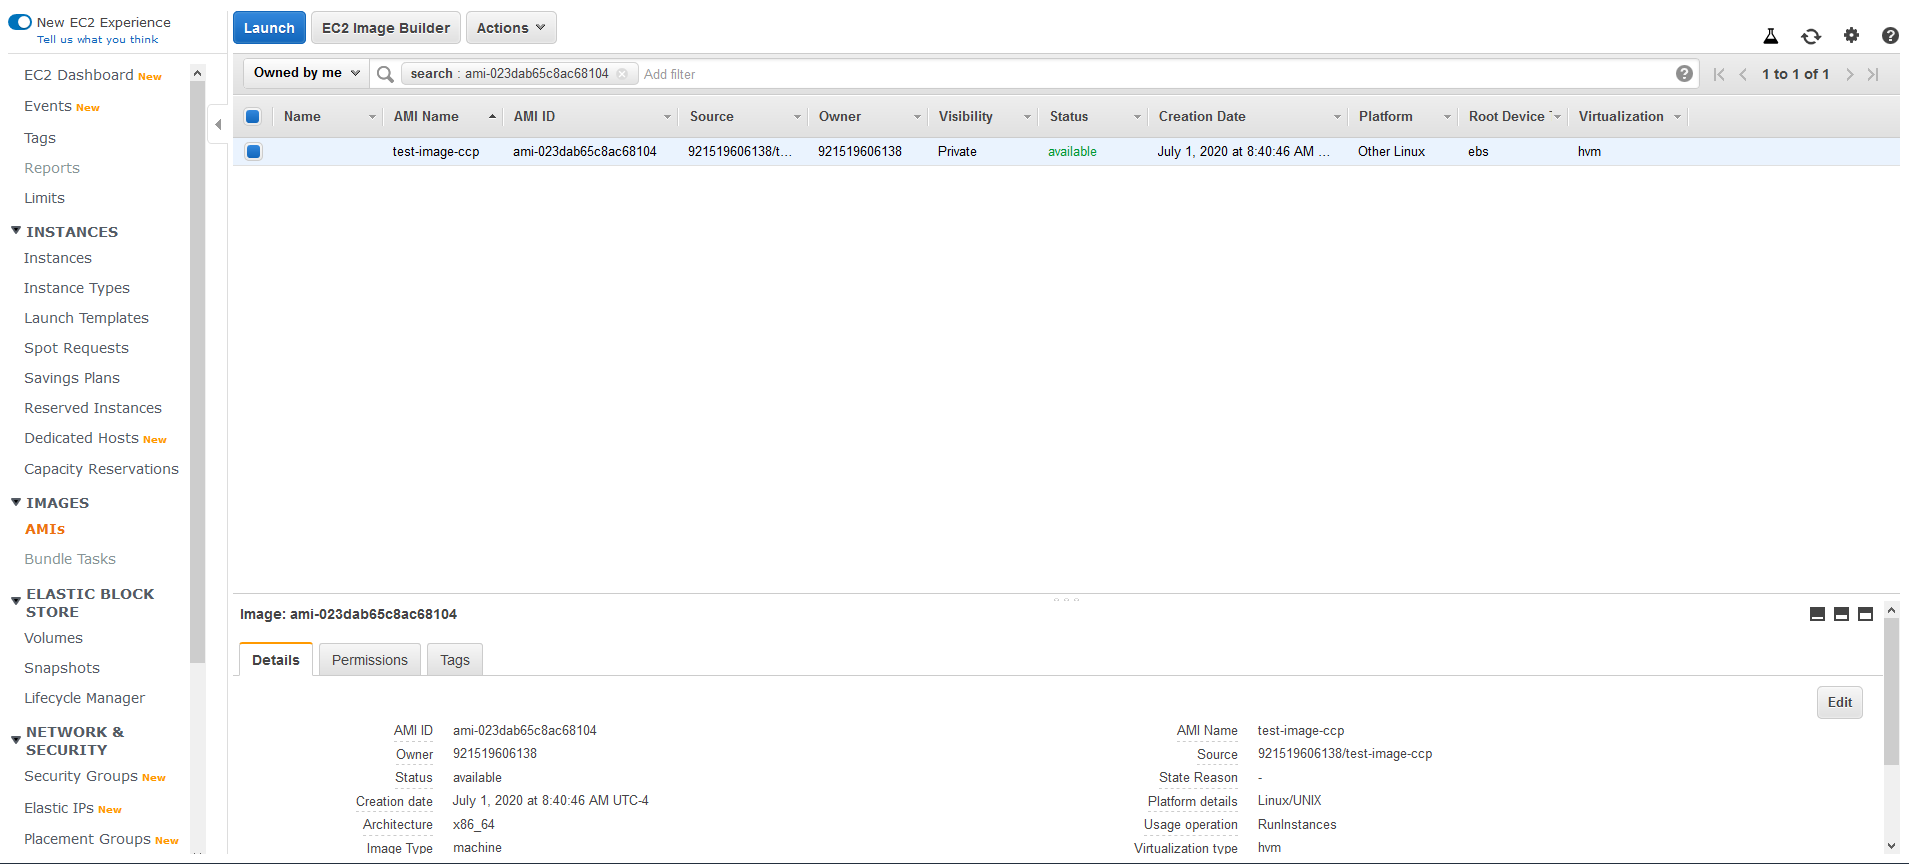 New EC2 Experience
Tell us what you think
EC2 Dashboard New
Events New
Tags
Reports
Limits
INSTANCES
Instances
Instance Types
Launch Templates
Spot Requests
Savings Plans
Reserved Instances
Dedicated Hosts New
Capacity Reservations
IMAGES
AMIs
Bundle Tasks
ELASTIC BLOCK
STORE
Volumes
Snapshots
Lifecycle Manager
NETWORK &
SECURITY
Security Groups New
Elastic IPs New
Placement Groups New
Launch EC2 Image Builder Actions
Owned by me search : ami-023dab65c8ac68104 Add filter 1 to 1 of 1
Name AMI Name AMI ID Source Owner Visibility Status Creation Date Platform Root Device Virtualization
test-image-ccp ami-023dab65c8ac68104 921519606138/t... 921519606138 Private available July 1, 2020 at 8:40:46 AM ... Other Linux ebs hvm
Image: ami-023dab65c8ac68104
Details Permissions Tags
Edit
AMI ID ami-023dab65c8ac68104 AMI Name test-image-ccp
Owner 921519606138 Source 921519606138/test-image-ccp
Status available State Reason -
Creation date July 1, 2020 at 8:40:46 AM UTC-4 Platform details Linux/UNIX
Architecture x86_64 Usage operation RunInstances
Image Type machine Virtualization type hvm